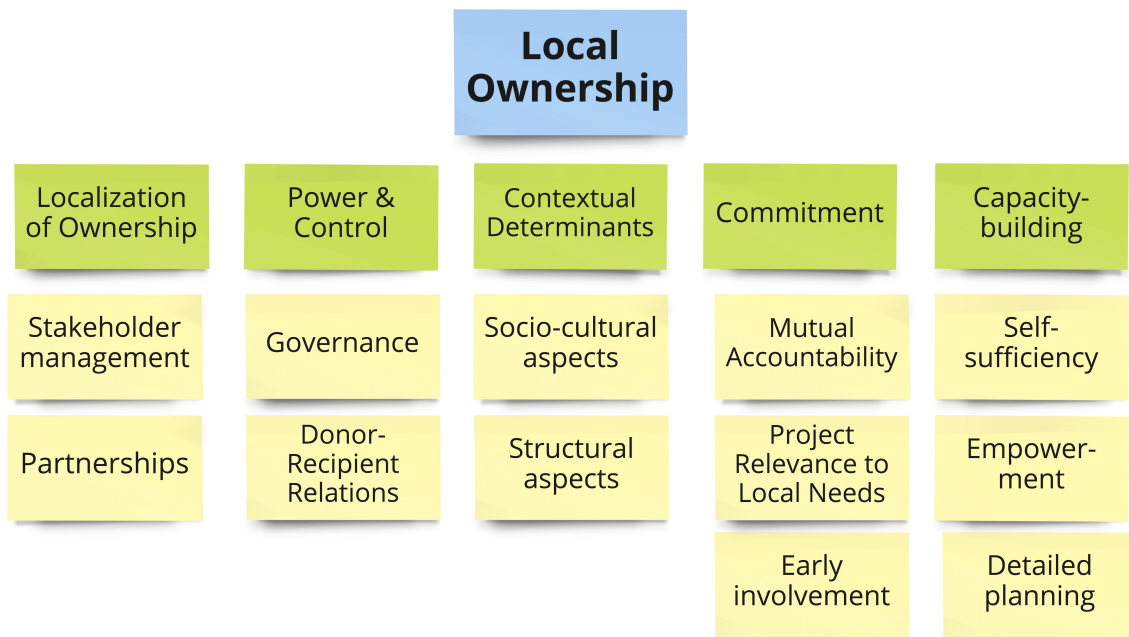 Local
Ownership
Localization
of Ownership
Power &
Control
Contextual
Determinants
Commitment
Capacity-
building
Stakeholder
management
Governance
Socio-cultural
aspects
Mutual
Accountability
Self-
sufficiency
Partnerships
Donor-
Recipient
Relations
Structural
aspects
Project
Relevance to
Local Needs
Empower-
ment
Early
involvement
Detailed
planning